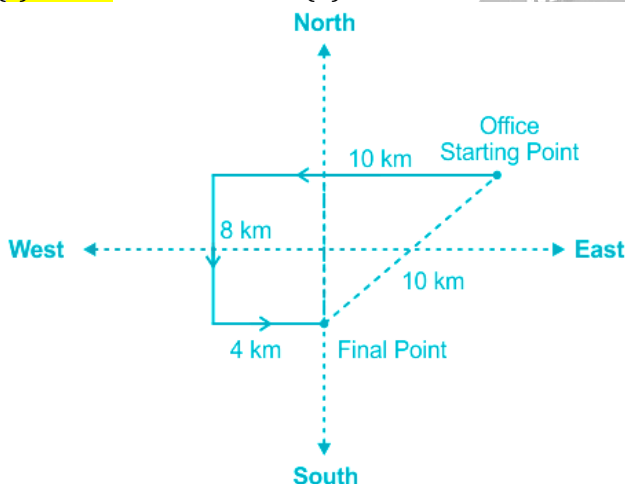 North
Office
Starting Point
10 km
8 km
West
East
10 km
4 km
Final Point
South